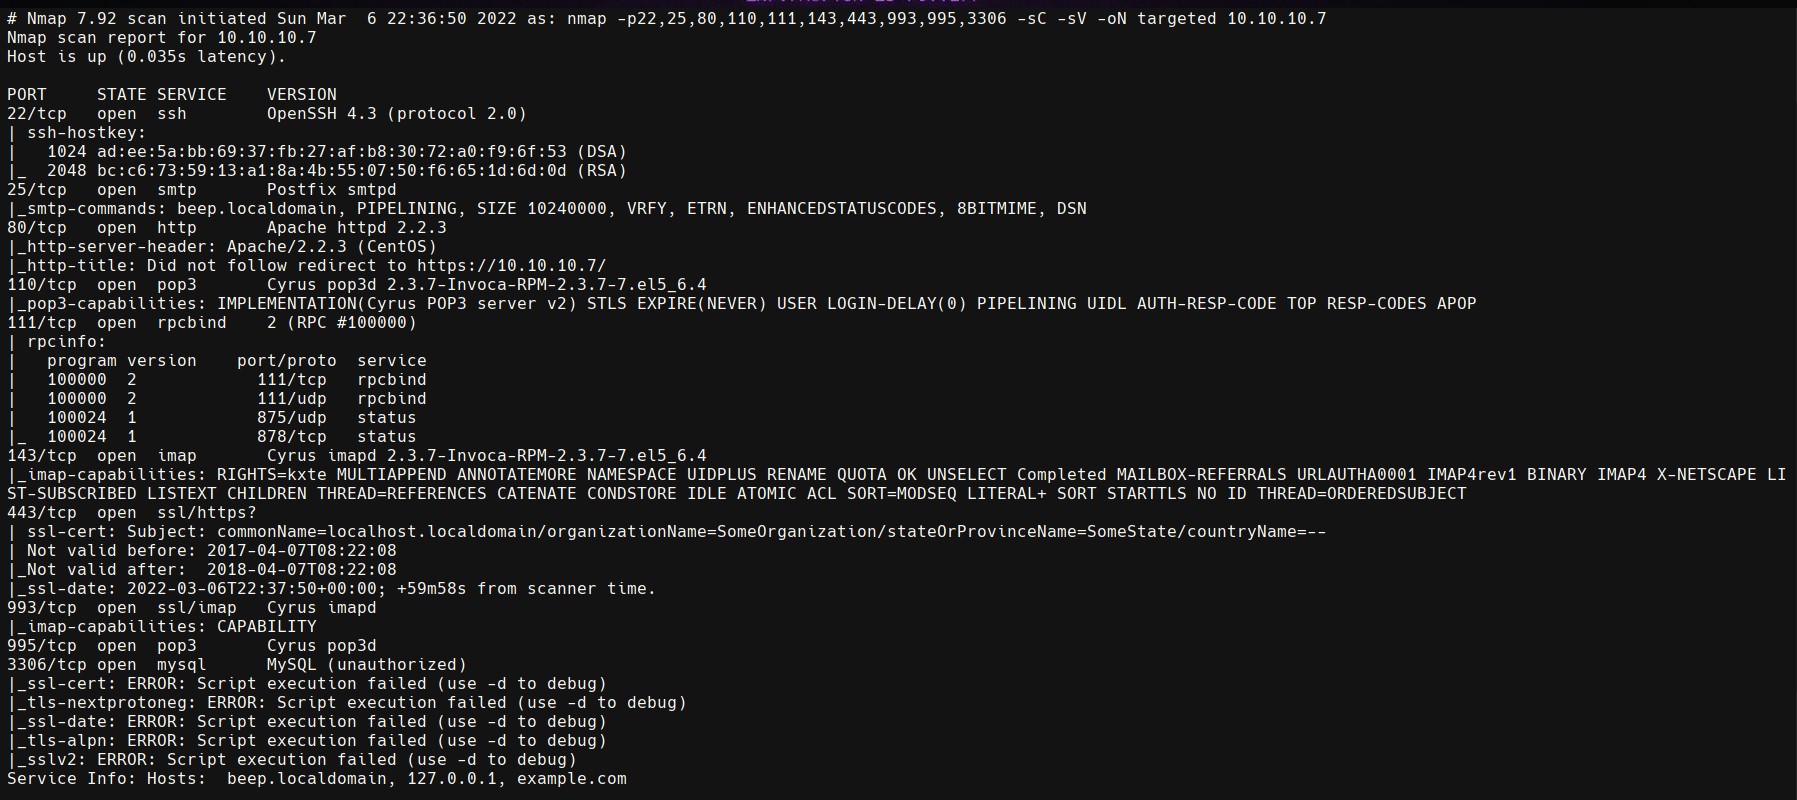 # Nmap 7.92 scan initiated Sun Mar  6 22:36:50 2022 as: nmap -p22,25,80,110,111,143,443,993,995,3306 -sC -sV -oN targeted 10.10.10.7
Nmap scan report for 10.10.10.7
Host is up (0.035s latency).

PORT     STATE SERVICE    VERSION
22/tcp   open  ssh        OpenSSH 4.3 (protocol 2.0)
| ssh-hostkey:
|   1024 ad:ee:5a:bb:69:37:fb:27:af:b8:30:72:a0:f9:6f:53 (DSA)
|_  2048 bc:c6:73:59:13:a1:8a:4b:55:07:50:f6:65:1d:6d:0d (RSA)
25/tcp   open  smtp       Postfix smtpd
|_smtp-commands: beep.localdomain, PIPELINING, SIZE 10240000, VRFY, ETRN, ENHANCEDSTATUSCODES, 8BITMIME, DSN
80/tcp   open  http       Apache httpd 2.2.3
|_http-server-header: Apache/2.2.3 (CentOS)
|_http-title: Did not follow redirect to https://10.10.10.7/
110/tcp  open  pop3       Cyrus pop3d 2.3.7-Invoca-RPM-2.3.7-7.el5_6.4
|_pop3-capabilities: IMPLEMENTATION(Cyrus POP3 server v2) STLS EXPIRE(NEVER) USER LOGIN-DELAY(0) PIPELINING UIDL AUTH-RESP-CODE TOP RESP-CODES APOP
111/tcp  open  rpcbind    2 (RPC #100000)
| rpcinfo:
|   program version    port/proto  service
|   100000  2            111/tcp   rpcbind
|   100000  2            111/udp   rpcbind
|   100024  1            875/udp   status
|_  100024  1            878/tcp   status
143/tcp  open  imap       Cyrus imapd 2.3.7-Invoca-RPM-2.3.7-7.el5_6.4
|_imap-capabilities: RIGHTS=kxte MULTIAPPEND ANNOTATEMORE NAMESPACE UIDPLUS RENAME QUOTA OK UNSELECT Completed MAILBOX-REFERRALS URLAUTHA0001 IMAP4rev1 BINARY IMAP4 X-NETSCAPE LI
ST-SUBSCRIBED LISTEXT CHILDREN THREAD=REFERENCES CATENATE CONDSTORE IDLE ATOMIC ACL SORT=MODSEQ LITERAL+ SORT STARTTLS NO ID THREAD=ORDEREDSUBJECT
443/tcp  open  ssl/https?
| ssl-cert: Subject: commonName=localhost.localdomain/organizationName=SomeOrganization/stateOrProvinceName=SomeState/countryName=--
| Not valid before: 2017-04-07T08:22:08
|_Not valid after:  2018-04-07T08:22:08
|_ssl-date: 2022-03-06T22:37:50+00:00; +59m58s from scanner time.
993/tcp  open  ssl/imap   Cyrus imapd
|_imap-capabilities: CAPABILITY
995/tcp  open  pop3       Cyrus pop3d
3306/tcp open  mysql      MySQL (unauthorized)
|_ssl-cert: ERROR: Script execution failed (use -d to debug)
|_tls-nextprotoneg: ERROR: Script execution failed (use -d to debug)
|_ssl-date: ERROR: Script execution failed (use -d to debug)
|_tls-alpn: ERROR: Script execution failed (use -d to debug)
|_sslv2: ERROR: Script execution failed (use -d to debug)
Service Info: Hosts:  beep.localdomain, 127.0.0.1, example.com